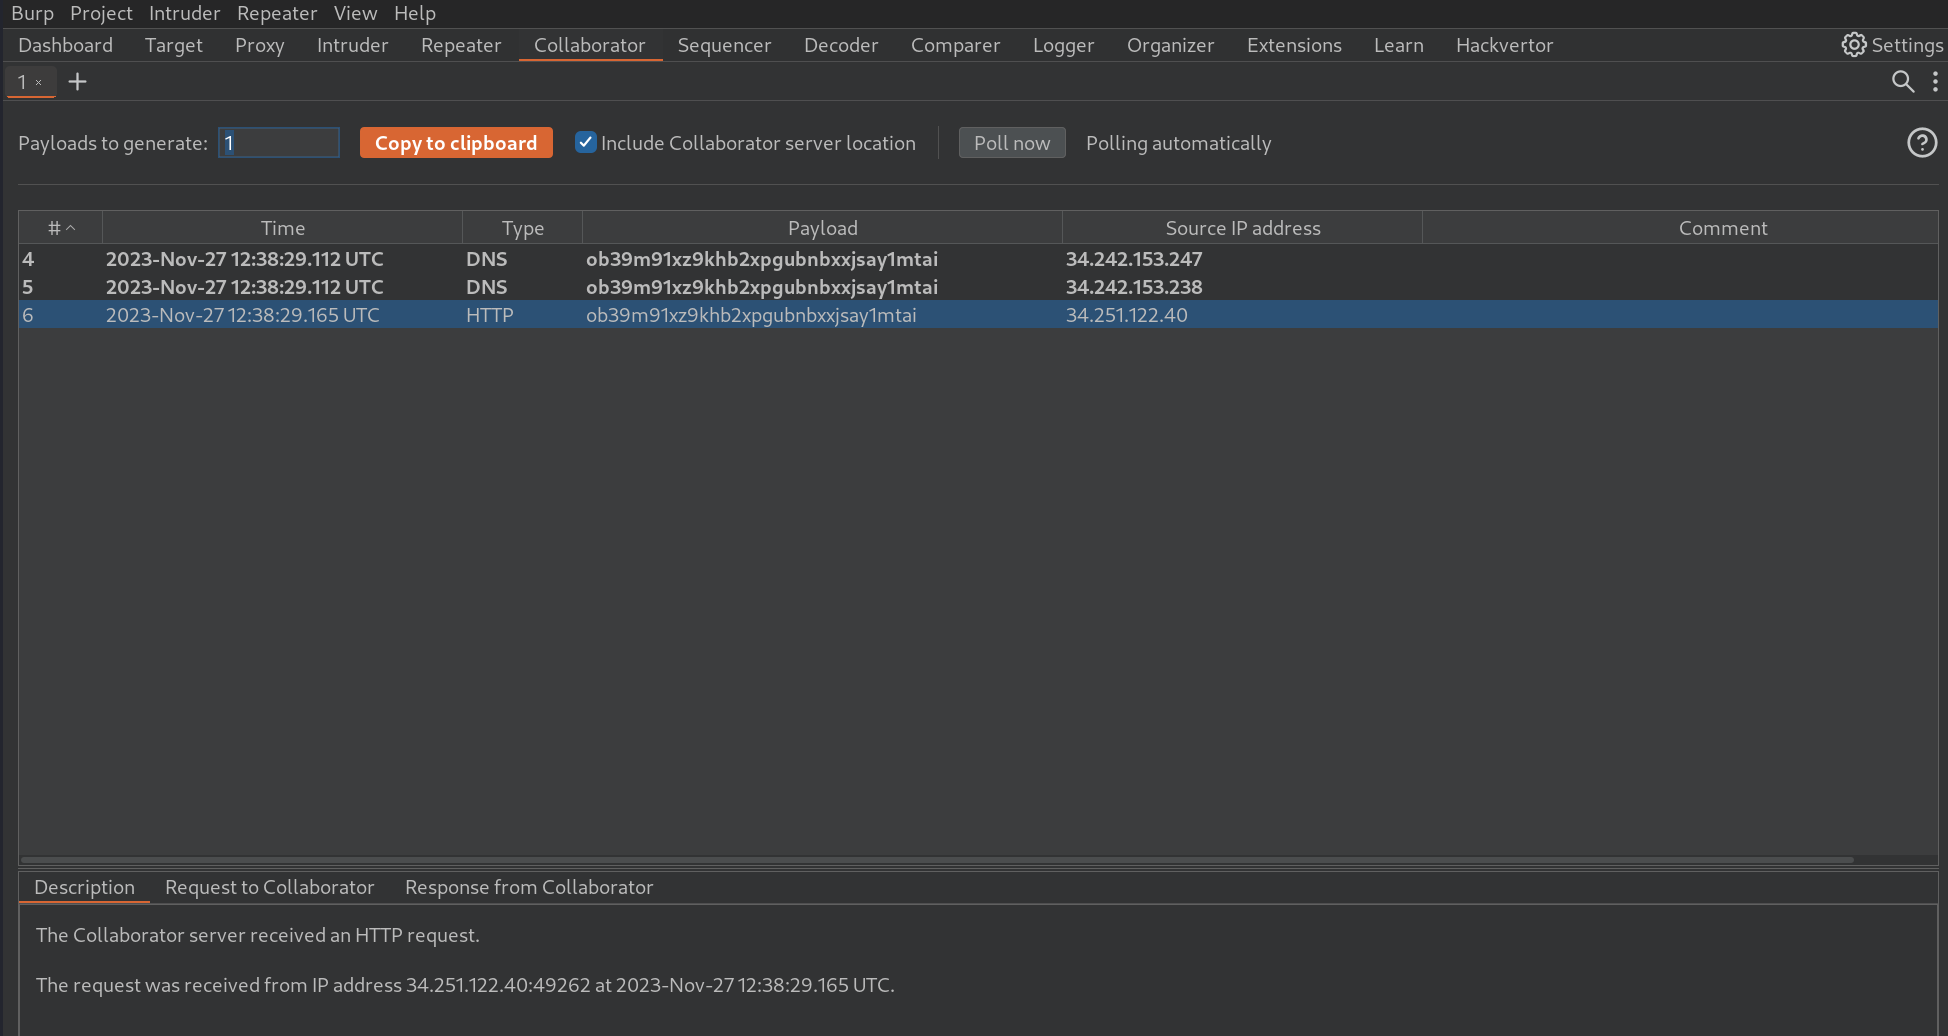 Burp Project Intruder Repeater View Help
Dashboard Target Proxy Intruder Repeater Collaborator Sequencer Decoder Comparer Logger Organizer Extensions Learn Hackvertor Settings
1 × +
Payloads to generate: 1 Copy to clipboard Include Collaborator server location Poll now Polling automatically ?
# Time Type Payload Source IP address Comment
4 2023-Nov-27 12:38:29.112 UTC DNS ob39m91xz9khb2xpgubnbxxjsay1mtai 34.242.153.247
5 2023-Nov-27 12:38:29.112 UTC DNS ob39m91xz9khb2xpgubnbxxjsay1mtai 34.242.153.238
6 2023-Nov-27 12:38:29.165 UTC HTTP ob39m91xz9khb2xpgubnbxxjsay1mtai 34.251.122.40
Description Request to Collaborator Response from Collaborator
The Collaborator server received an HTTP request.
The request was received from IP address 34.251.122.40:49262 at 2023-Nov-27 12:38:29.165 UTC.